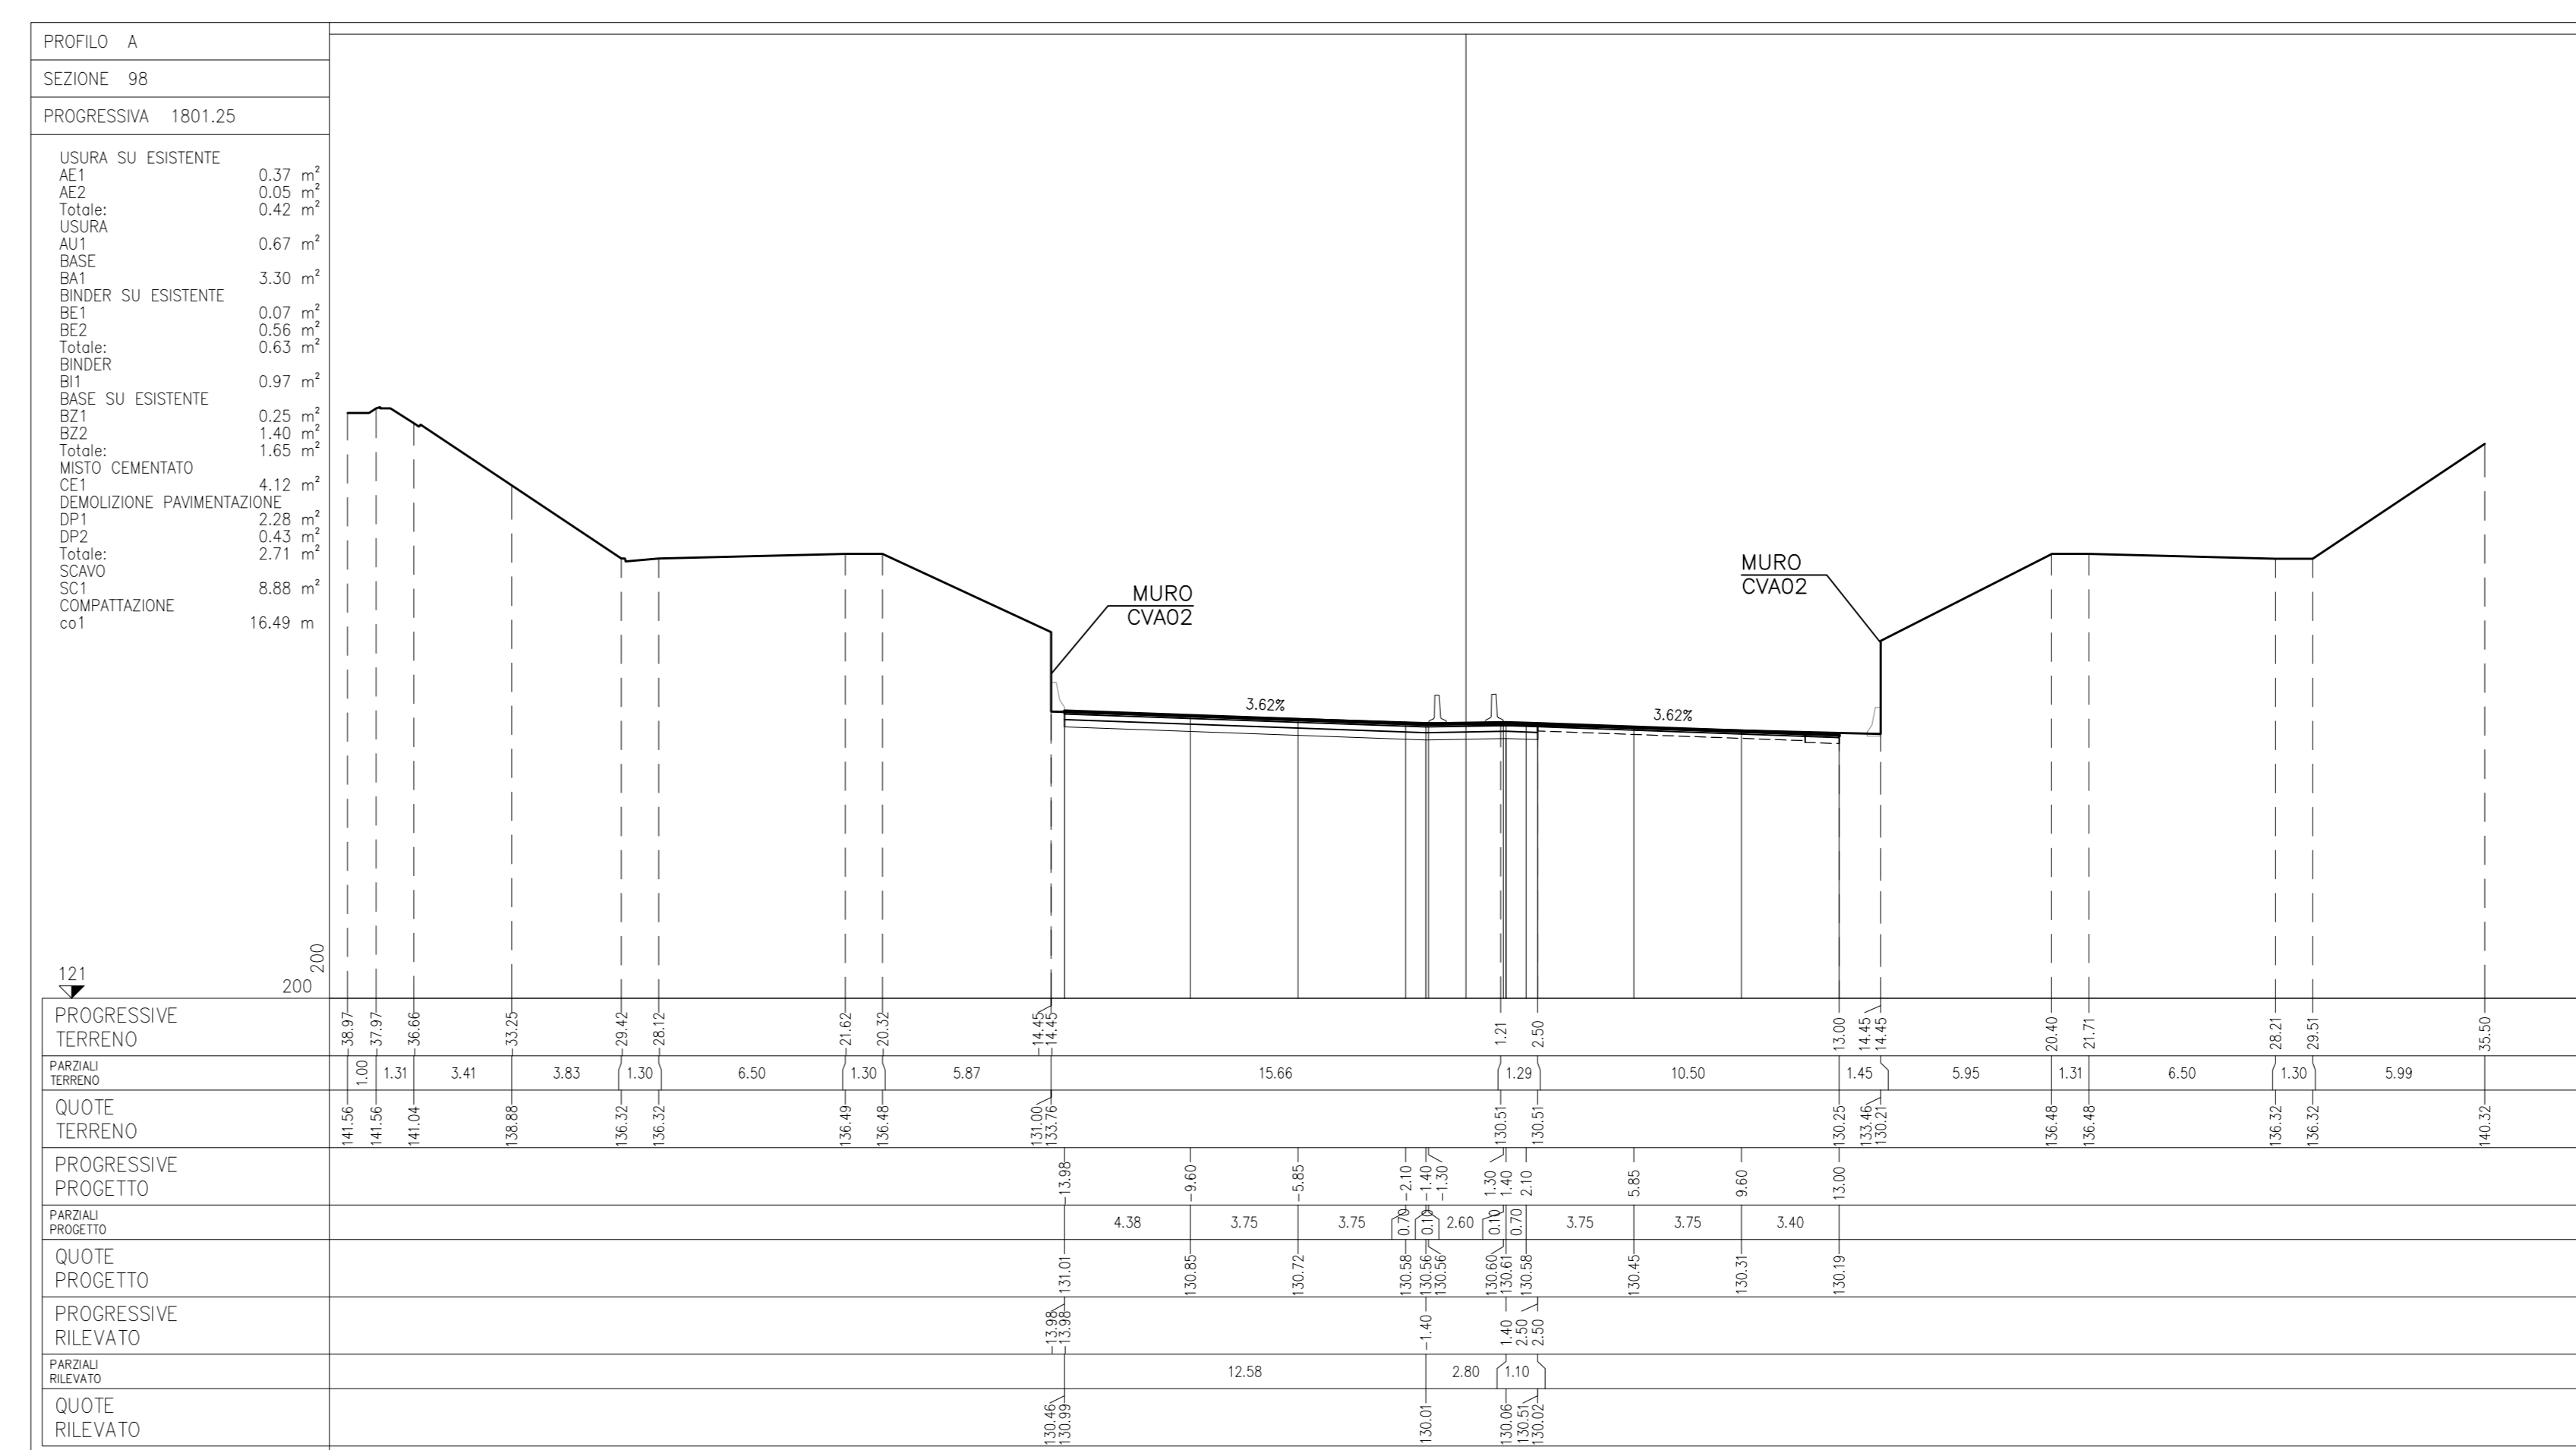 PROFILO A
SEZIONE 98
PROGRESSIVA 1801.25
USURA SU ESISTENTE
AE1 0.37 m²
AE2 0.05 m²
Totale: 0.42 m²
USURA
AU1 0.67 m²
BASE
BA1 3.30 m²
BINDER SU ESISTENTE
BE1 0.07 m²
BE2 0.56 m²
Totale: 0.63 m²
BINDER
BI1 0.97 m²
BASE SU ESISTENTE
BZ1 0.25 m²
BZ2 1.40 m²
Totale: 1.65 m²
MISTO CEMENTATO
CE1 4.12 m²
DEMOLIZIONE PAVIMENTAZIONE
DP1 2.28 m²
DP2 0.43 m²
Totale: 2.71 m²
SCAVO
SC1 8.88 m²
COMPATTAZIONE
co1 16.49 m
MURO
CVA02
MURO
CVA02
3.62%
3.62%
121
200
200
PROGRESSIVE
TERRENO
-38.97 -37.97 -36.66 -33.25 -29.42 -28.12 -21.62 -20.32 -14.45 -14.45 1.21 2.50 13.00 14.45 14.45 20.40 21.71 28.21 29.51 35.50
PARZIALI
TERRENO
1.00 1.31 3.41 3.83 1.30 6.50 1.30 5.87 15.66 1.29 10.50 1.45 5.95 1.31 6.50 1.30 5.99
QUOTE
TERRENO
141.56 141.56 141.04 138.88 136.32 136.32 136.49 136.48 131.00 133.76 130.51 130.51 130.25 133.46 130.21 136.48 136.48 136.32 136.32 140.32
PROGRESSIVE
PROGETTO
-13.98 -9.60 -5.85 -2.10 -1.40 -1.30 1.30 1.40 2.10 5.85 9.60 13.00
PARZIALI
PROGETTO
4.38 3.75 3.75 0.70 0.10 2.60 0.10 0.70 3.75 3.75 3.40
QUOTE
PROGETTO
131.01 130.85 130.72 130.58 130.56 130.56 130.60 130.61 130.58 130.45 130.31 130.19
PROGRESSIVE
RILEVATO
-13.98 -13.98 -1.40 1.40 2.50 2.50
PARZIALI
RILEVATO
12.58 2.80 1.10
QUOTE
RILEVATO
130.46 130.99 130.01 130.06 130.51 130.02